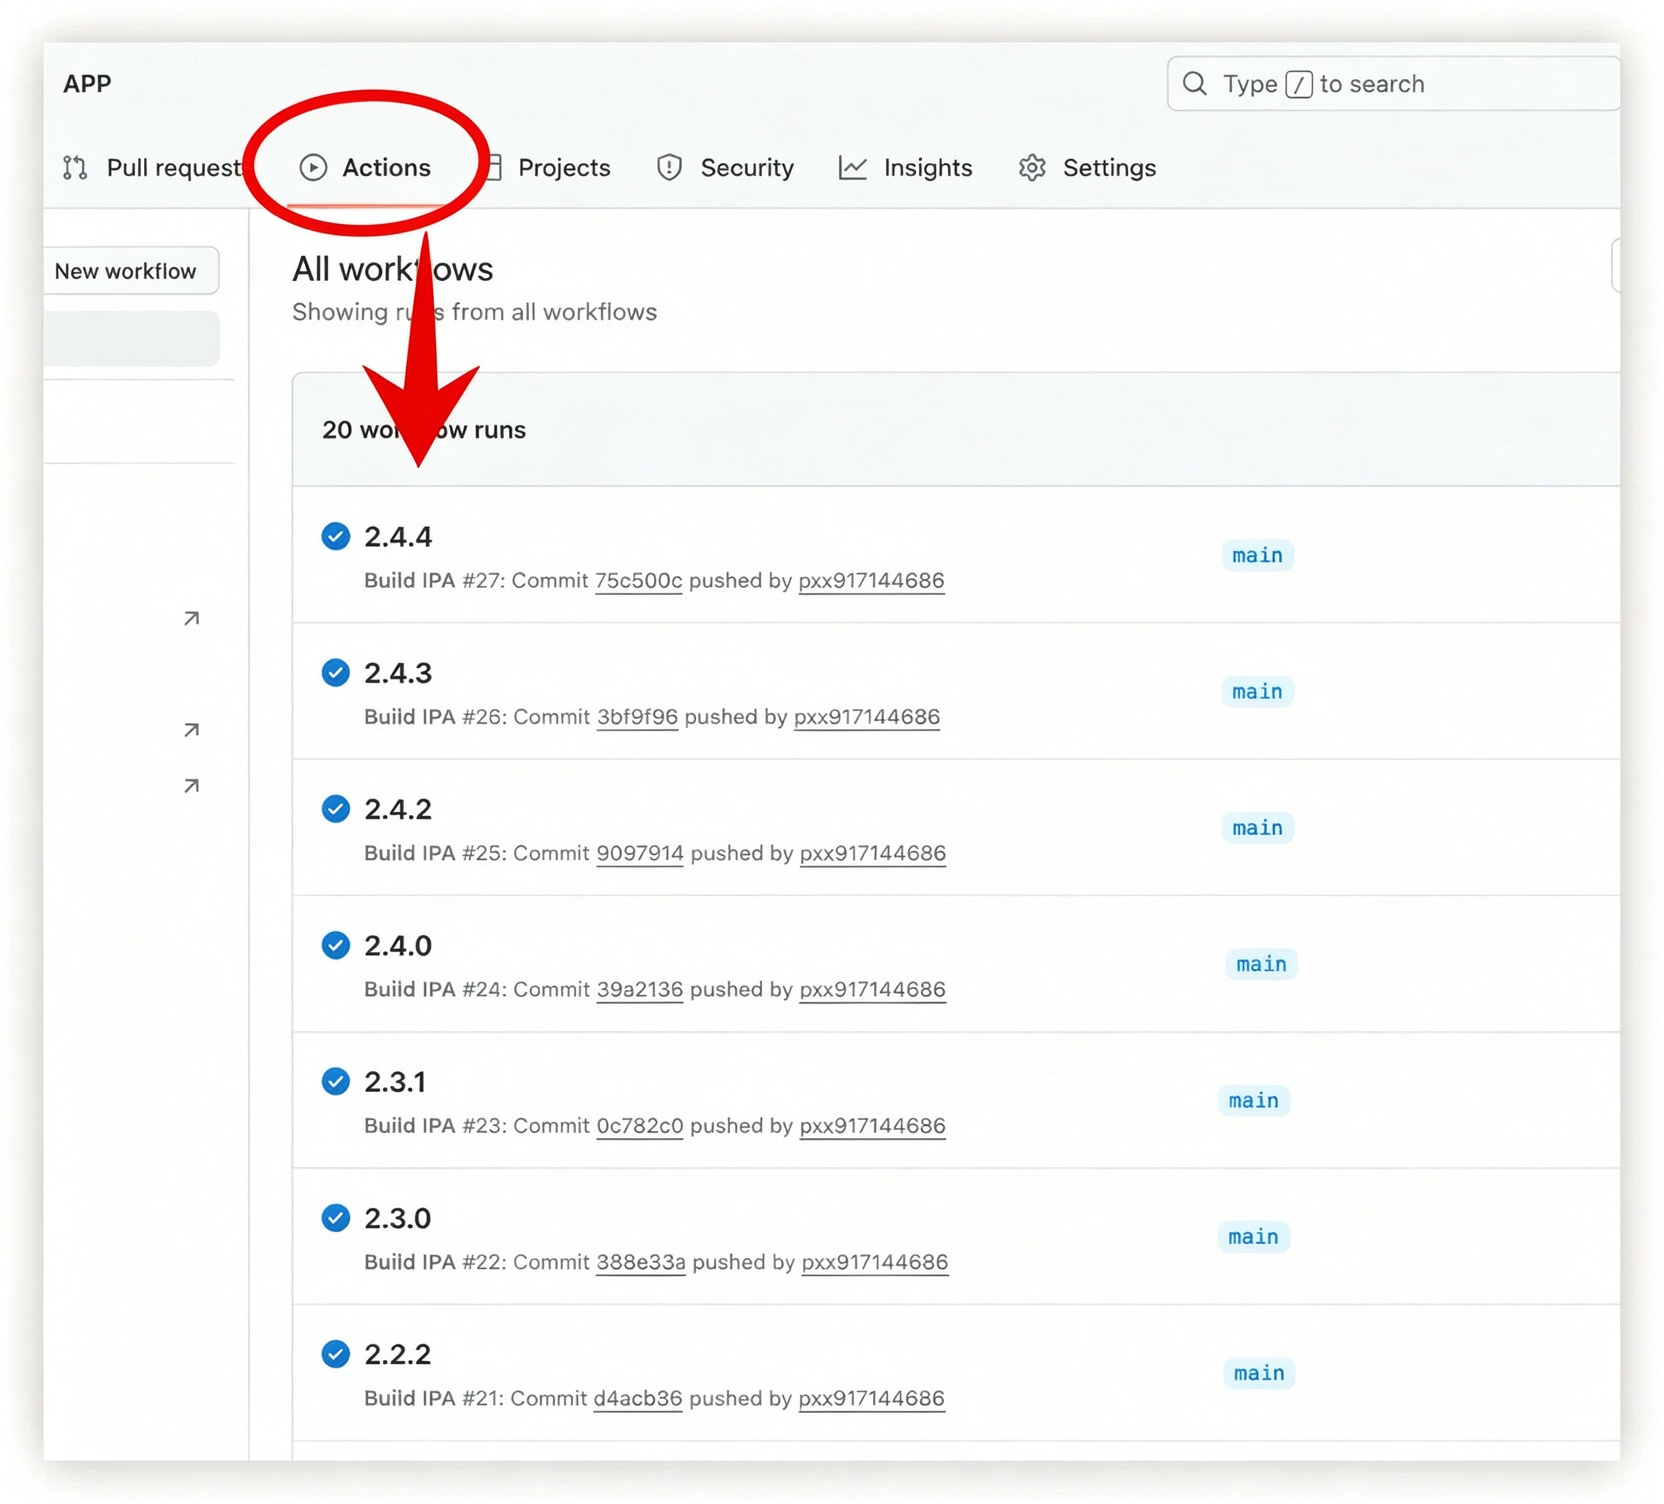 APP
Type / to search
Pull request
Actions
Projects
Security
Insights
Settings
New workflow
All workflows
Showing runs from all workflows
20 workflow runs
2.4.4
main
Build IPA #27: Commit 75c500c pushed by pxx917144686
2.4.3
main
Build IPA #26: Commit 3bf9f96 pushed by pxx917144686
2.4.2
main
Build IPA #25: Commit 9097914 pushed by pxx917144686
2.4.0
main
Build IPA #24: Commit 39a2136 pushed by pxx917144686
2.3.1
main
Build IPA #23: Commit 0c782c0 pushed by pxx917144686
2.3.0
main
Build IPA #22: Commit 388e33a pushed by pxx917144686
2.2.2
main
Build IPA #21: Commit d4acb36 pushed by pxx917144686